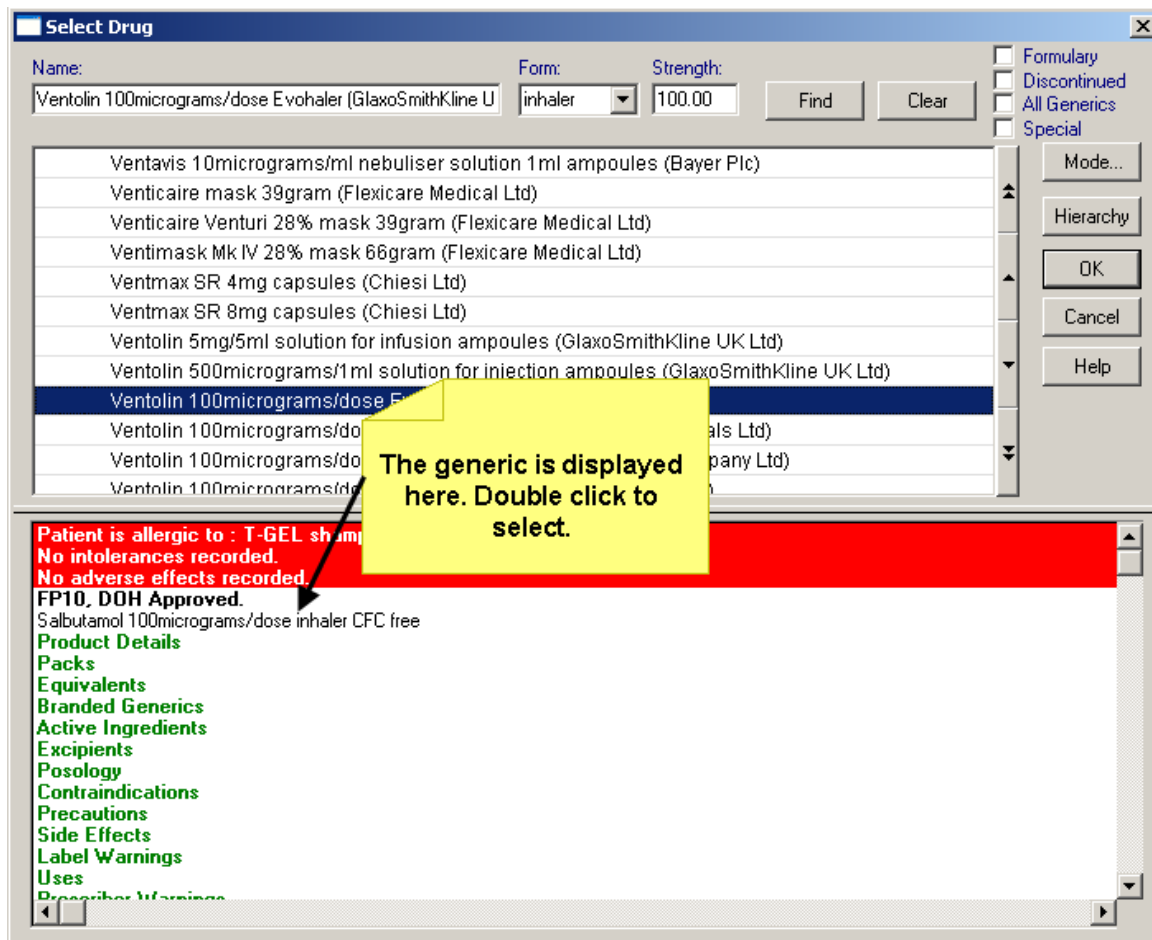 Select Drug
Name:
Form:
Strength:
Formulary
Discontinued
All Generics
Special
Ventolin 100micrograms/dose Evohaler (GlaxoSmithKline U
inhaler
100.00
Find
Clear
Mode...
Hierarchy
OK
Cancel
Help
Ventavis 10micrograms/ml nebuliser solution 1ml ampoules (Bayer Plc)
Venticaire mask 39gram (Flexicare Medical Ltd)
Venticaire Venturi 28% mask 39gram (Flexicare Medical Ltd)
Ventimask Mk IV 28% mask 66gram (Flexicare Medical Ltd)
Ventmax SR 4mg capsules (Chiesi Ltd)
Ventmax SR 8mg capsules (Chiesi Ltd)
Ventolin 5mg/5ml solution for infusion ampoules (GlaxoSmithKline UK Ltd)
Ventolin 500micrograms/1ml solution for injection ampoules (GlaxoSmithKline UK Ltd)
Ventolin 100micrograms/dose
Ventolin 100micrograms/do als Ltd)
Ventolin 100micrograms/do pany Ltd)
Ventolin 100micrograms/do
The generic is displayed
here. Double click to
select.
Patient is allergic to : T-GEL
No intolerances recorded.
No adverse effects recorded.
FP10, DOH Approved.
Salbutamol 100micrograms/dose inhaler CFC free
Product Details
Packs
Equivalents
Branded Generics
Active Ingredients
Excipients
Posology
Contraindications
Precautions
Side Effects
Label Warnings
Uses
Prescriber Warnings